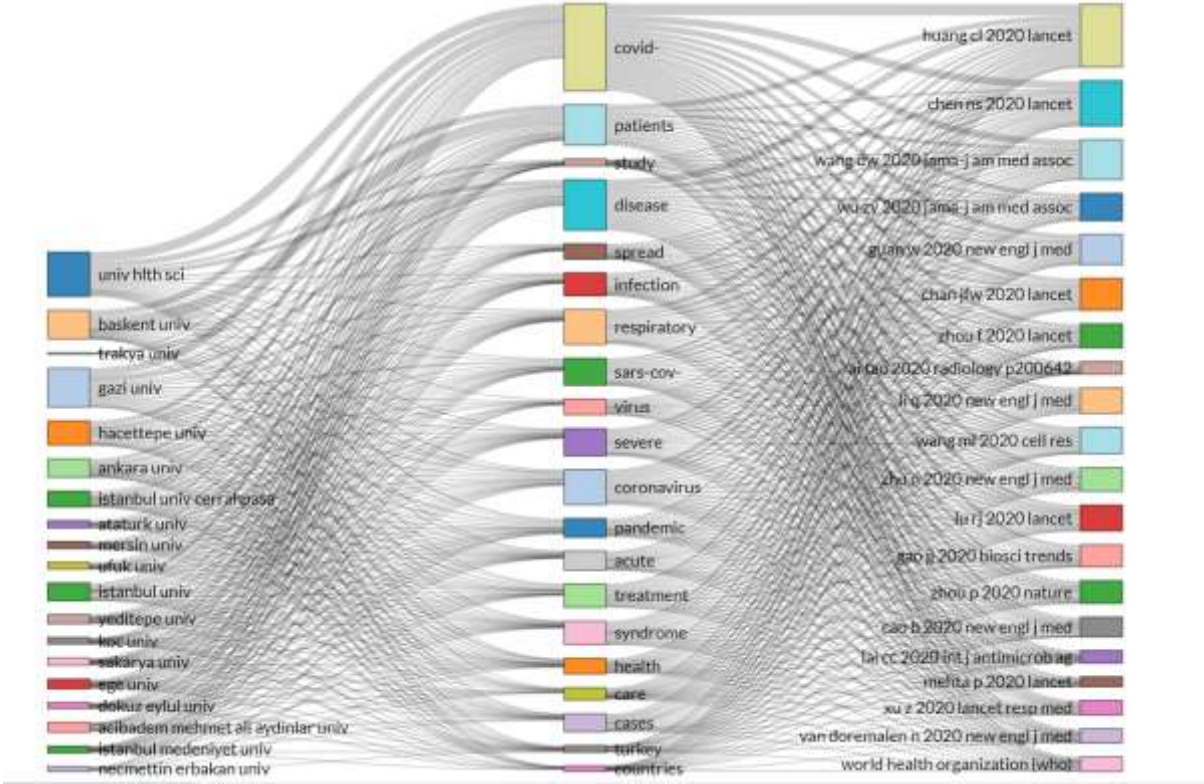 univ hlth sci
baskent univ
trakya univ
gazi univ
hacettepe univ
ankara univ
istanbul univ cerrahpasa
ataturk univ
mersin univ
ufuk univ
istanbul univ
yeditepe univ
koc univ
sakarya univ
ege univ
dokuz eylul univ
acibadem mehmet ali aydinlar univ
istanbul medeniyet univ
necmettin erbakan univ
covid-
patients
study
disease
spread
infection
respiratory
sars-cov-
virus
severe
coronavirus
pandemic
acute
treatment
syndrome
health
care
cases
turkey
countries
huang cl 2020 lancet
chen ns 2020 lancet
wang dw 2020 jama-j am med assoc
wu zy 2020 jama-j am med assoc
guan w 2020 new engl j med
chan jfw 2020 lancet
zhou f 2020 lancet
ai tao 2020 radiology p200642
li q 2020 new engl j med
wang ml 2020 cell res
zhu n 2020 new engl j med
lu rj 2020 lancet
gao jj 2020 biosci trends
zhou p 2020 nature
cao b 2020 new engl j med
lai cc 2020 int j antimicrob ag
mehta p 2020 lancet
xu z 2020 lancet resp med
van doremalen n 2020 new engl j med
world health organization (who)